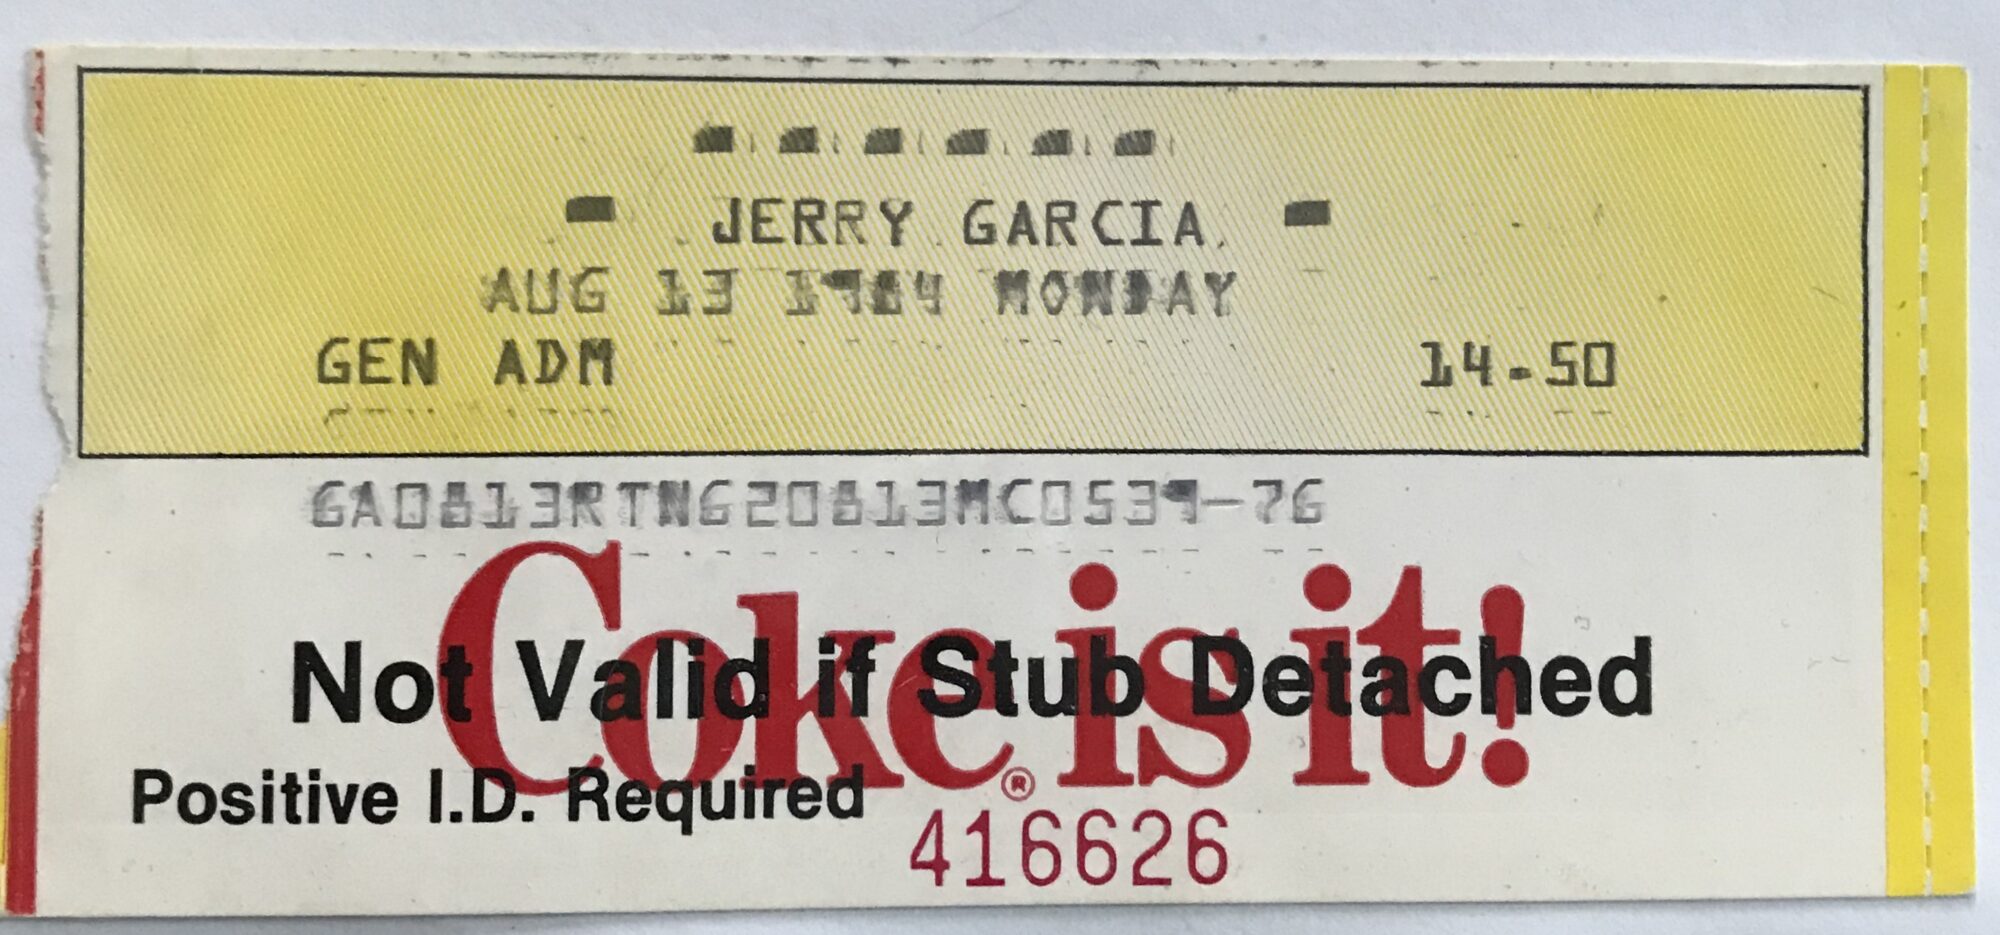 JERRY GARCIA
AUG 13 1984 MONDAY
GEN ADM 14.50
GA0813RTNG20813MC0539-76
Coke is it!
Not Valid if Stub Detached
Positive I.D. Required
®
416626